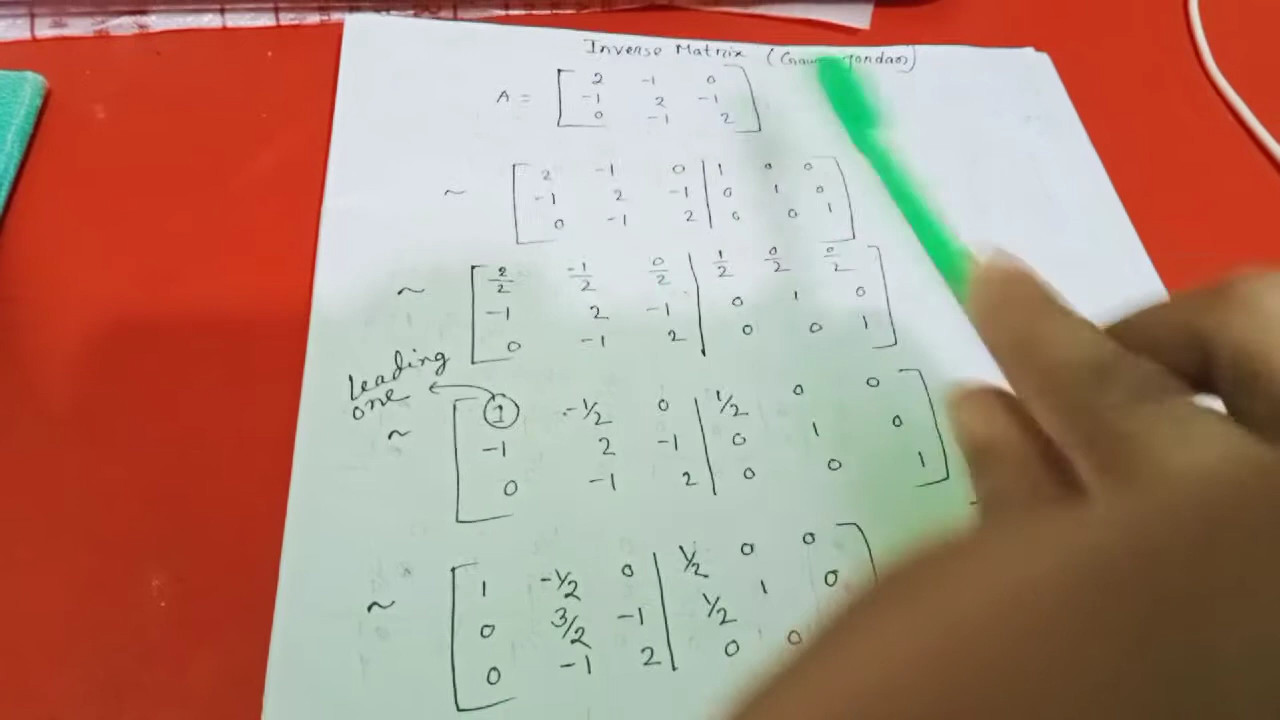 Inverse Matrix
A = [ 2 -1 0
-1 2 -1
0 -1 2 ]
~ [ 2 -1 0 | 1 0 0
-1 2 -1 | 0 1 0
0 -1 2 | 0 0 1 ]
~ [ 2/2 -1/2 0/2 | 1/2 0/2 0/2
-1 2 -1 | 0 1 0
0 -1 2 | 0 0 1 ]
leading
one
~ [ 1 -1/2 0 | 1/2 0 0
-1 2 -1 | 0 1 0
0 -1 2 | 0 0 1 ]
~ [ 1 -1/2 0 | 1/2 0 0 ]
0 3/2 -1 | 1/2 1 0
0 -1 2 | 0 0